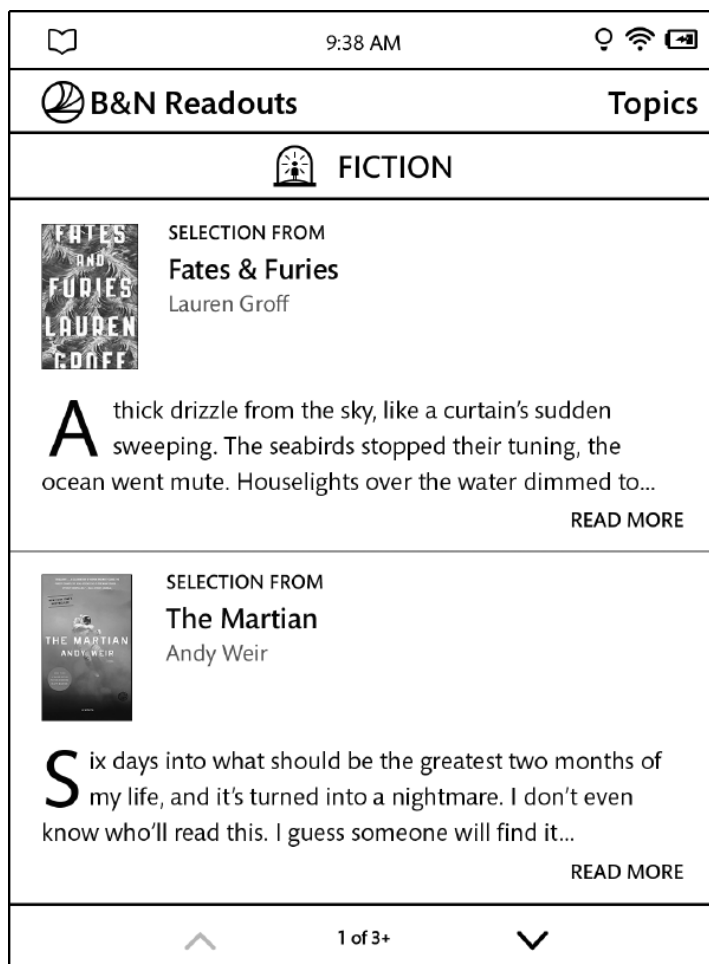 9:38 AM
B&N Readouts
Topics
FICTION
FATES
AND
FURIES
LAUREN
GROFF
SELECTION FROM
Fates & Furies
Lauren Groff
A thick drizzle from the sky, like a curtain’s sudden
sweeping. The seabirds stopped their tuning, the
ocean went mute. Houselights over the water dimmed to...
READ MORE
THE MARTIAN
ANDY WEIR
SELECTION FROM
The Martian
Andy Weir
Six days into what should be the greatest two months of
my life, and it’s turned into a nightmare. I don’t even
know who’ll read this. I guess someone will find it...
READ MORE
1 of 3+